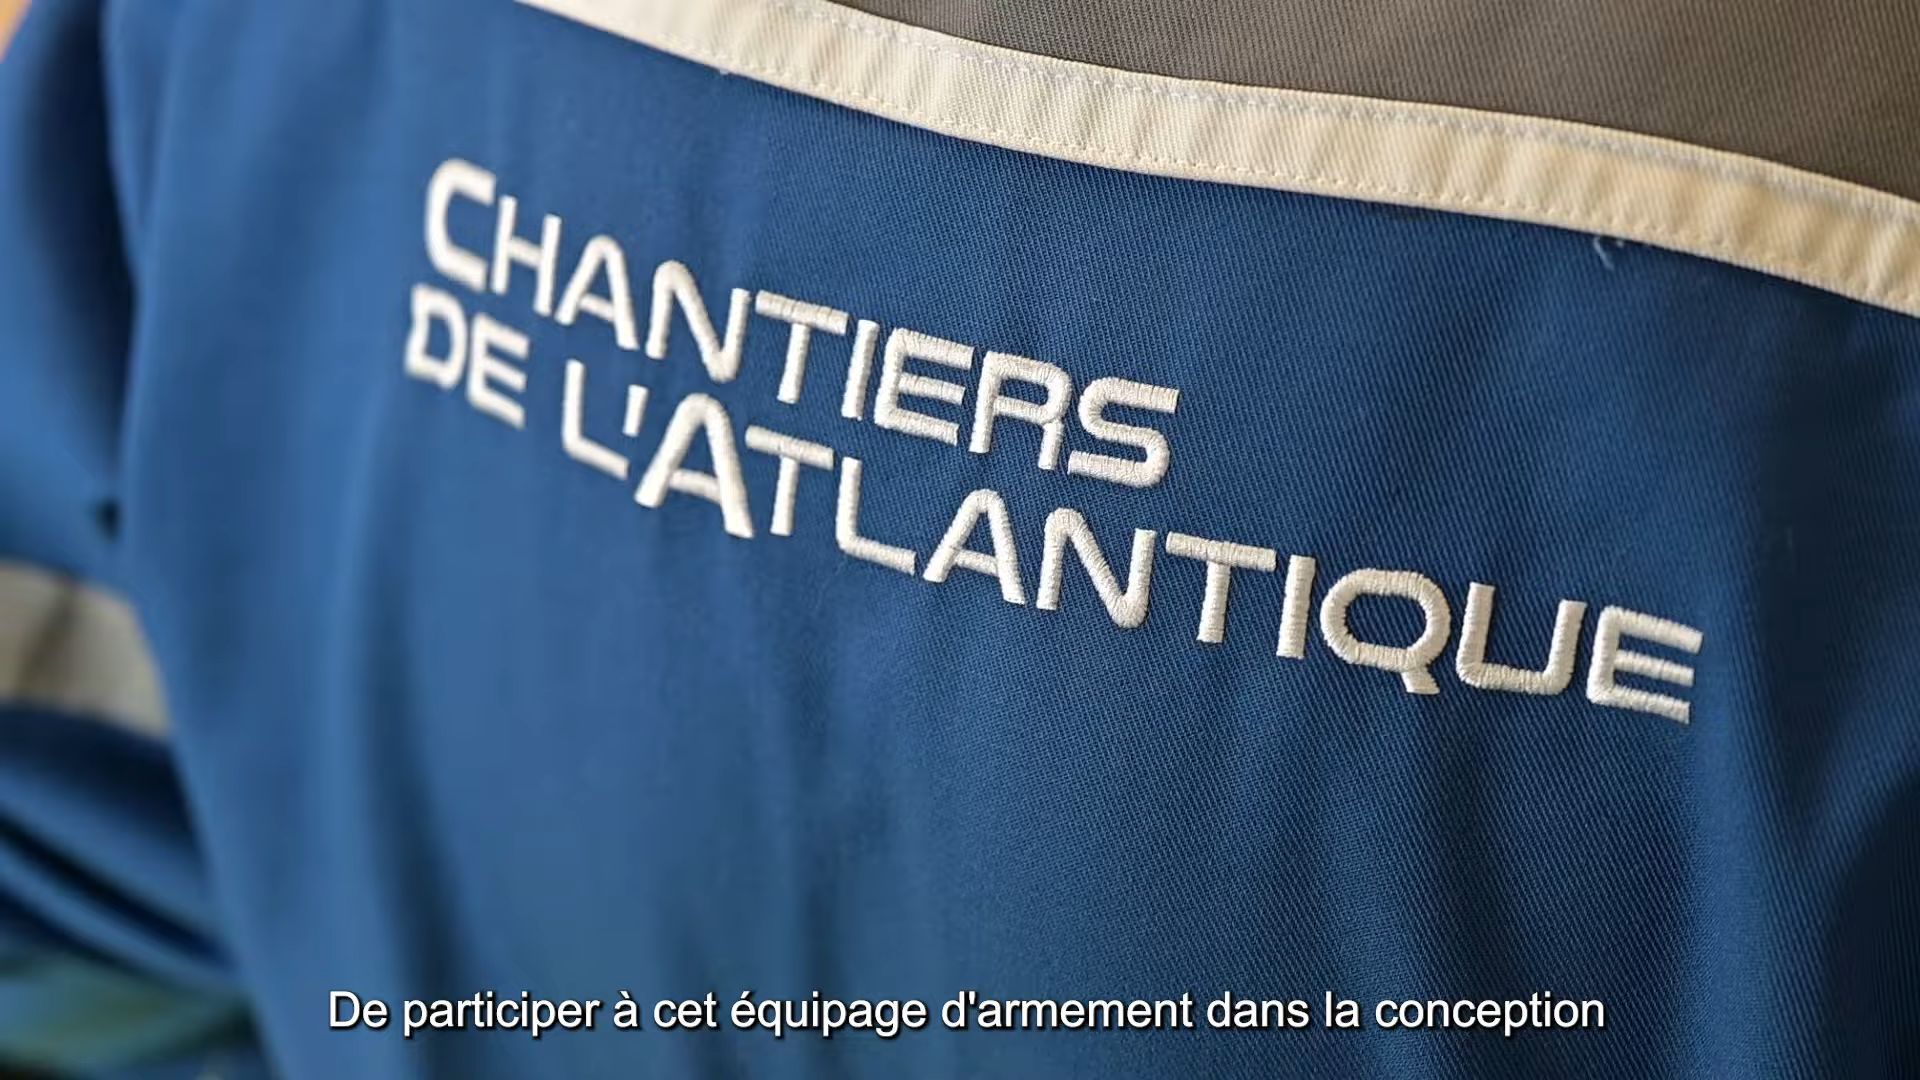 CHANTIERS
DE L'ATLANTIQUE
De participer à cet équipage d'armement dans la conception